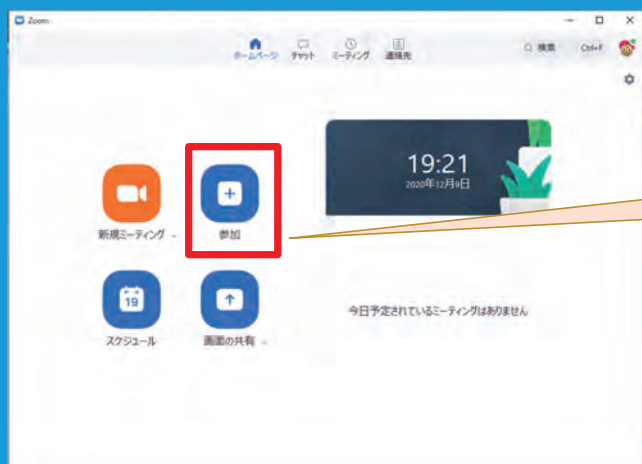 Zoom
ホームページ チャット ミーティング 連絡先
検索 Ctrl+F
19:21
2020年12月9日
新規ミーティング 参加
19
スケジュール 画面の共有
今日予定されているミーティングはありません